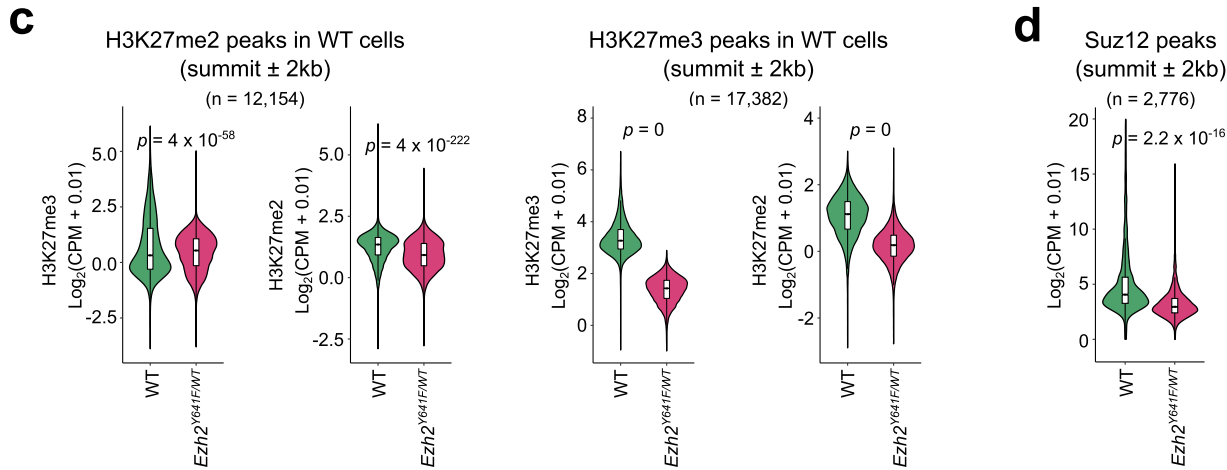 c
H3K27me2 peaks in WT cells
(summit ± 2kb)
(n = 12,154)
H3K27me3
Log2(CPM + 0.01)
5.0
2.5
0.0
-2.5
p = 4 x 10-58
WT
Ezh2Y641F/WT
H3K27me2
Log2(CPM + 0.01)
5.0
2.5
0.0
-2.5
p = 4 x 10-222
WT
Ezh2Y641F/WT
H3K27me3 peaks in WT cells
(summit ± 2kb)
(n = 17,382)
H3K27me3
Log2(CPM + 0.01)
8
6
4
2
0
p = 0
WT
Ezh2Y641F/WT
H3K27me2
Log2(CPM + 0.01)
4
2
0
-2
p = 0
WT
Ezh2Y641F/WT
d
Suz12 peaks
(summit ± 2kb)
(n = 2,776)
Log2(CPM + 0.01)
20
15
10
5
0
p = 2.2 x 10-16
WT
Ezh2Y641F/WT